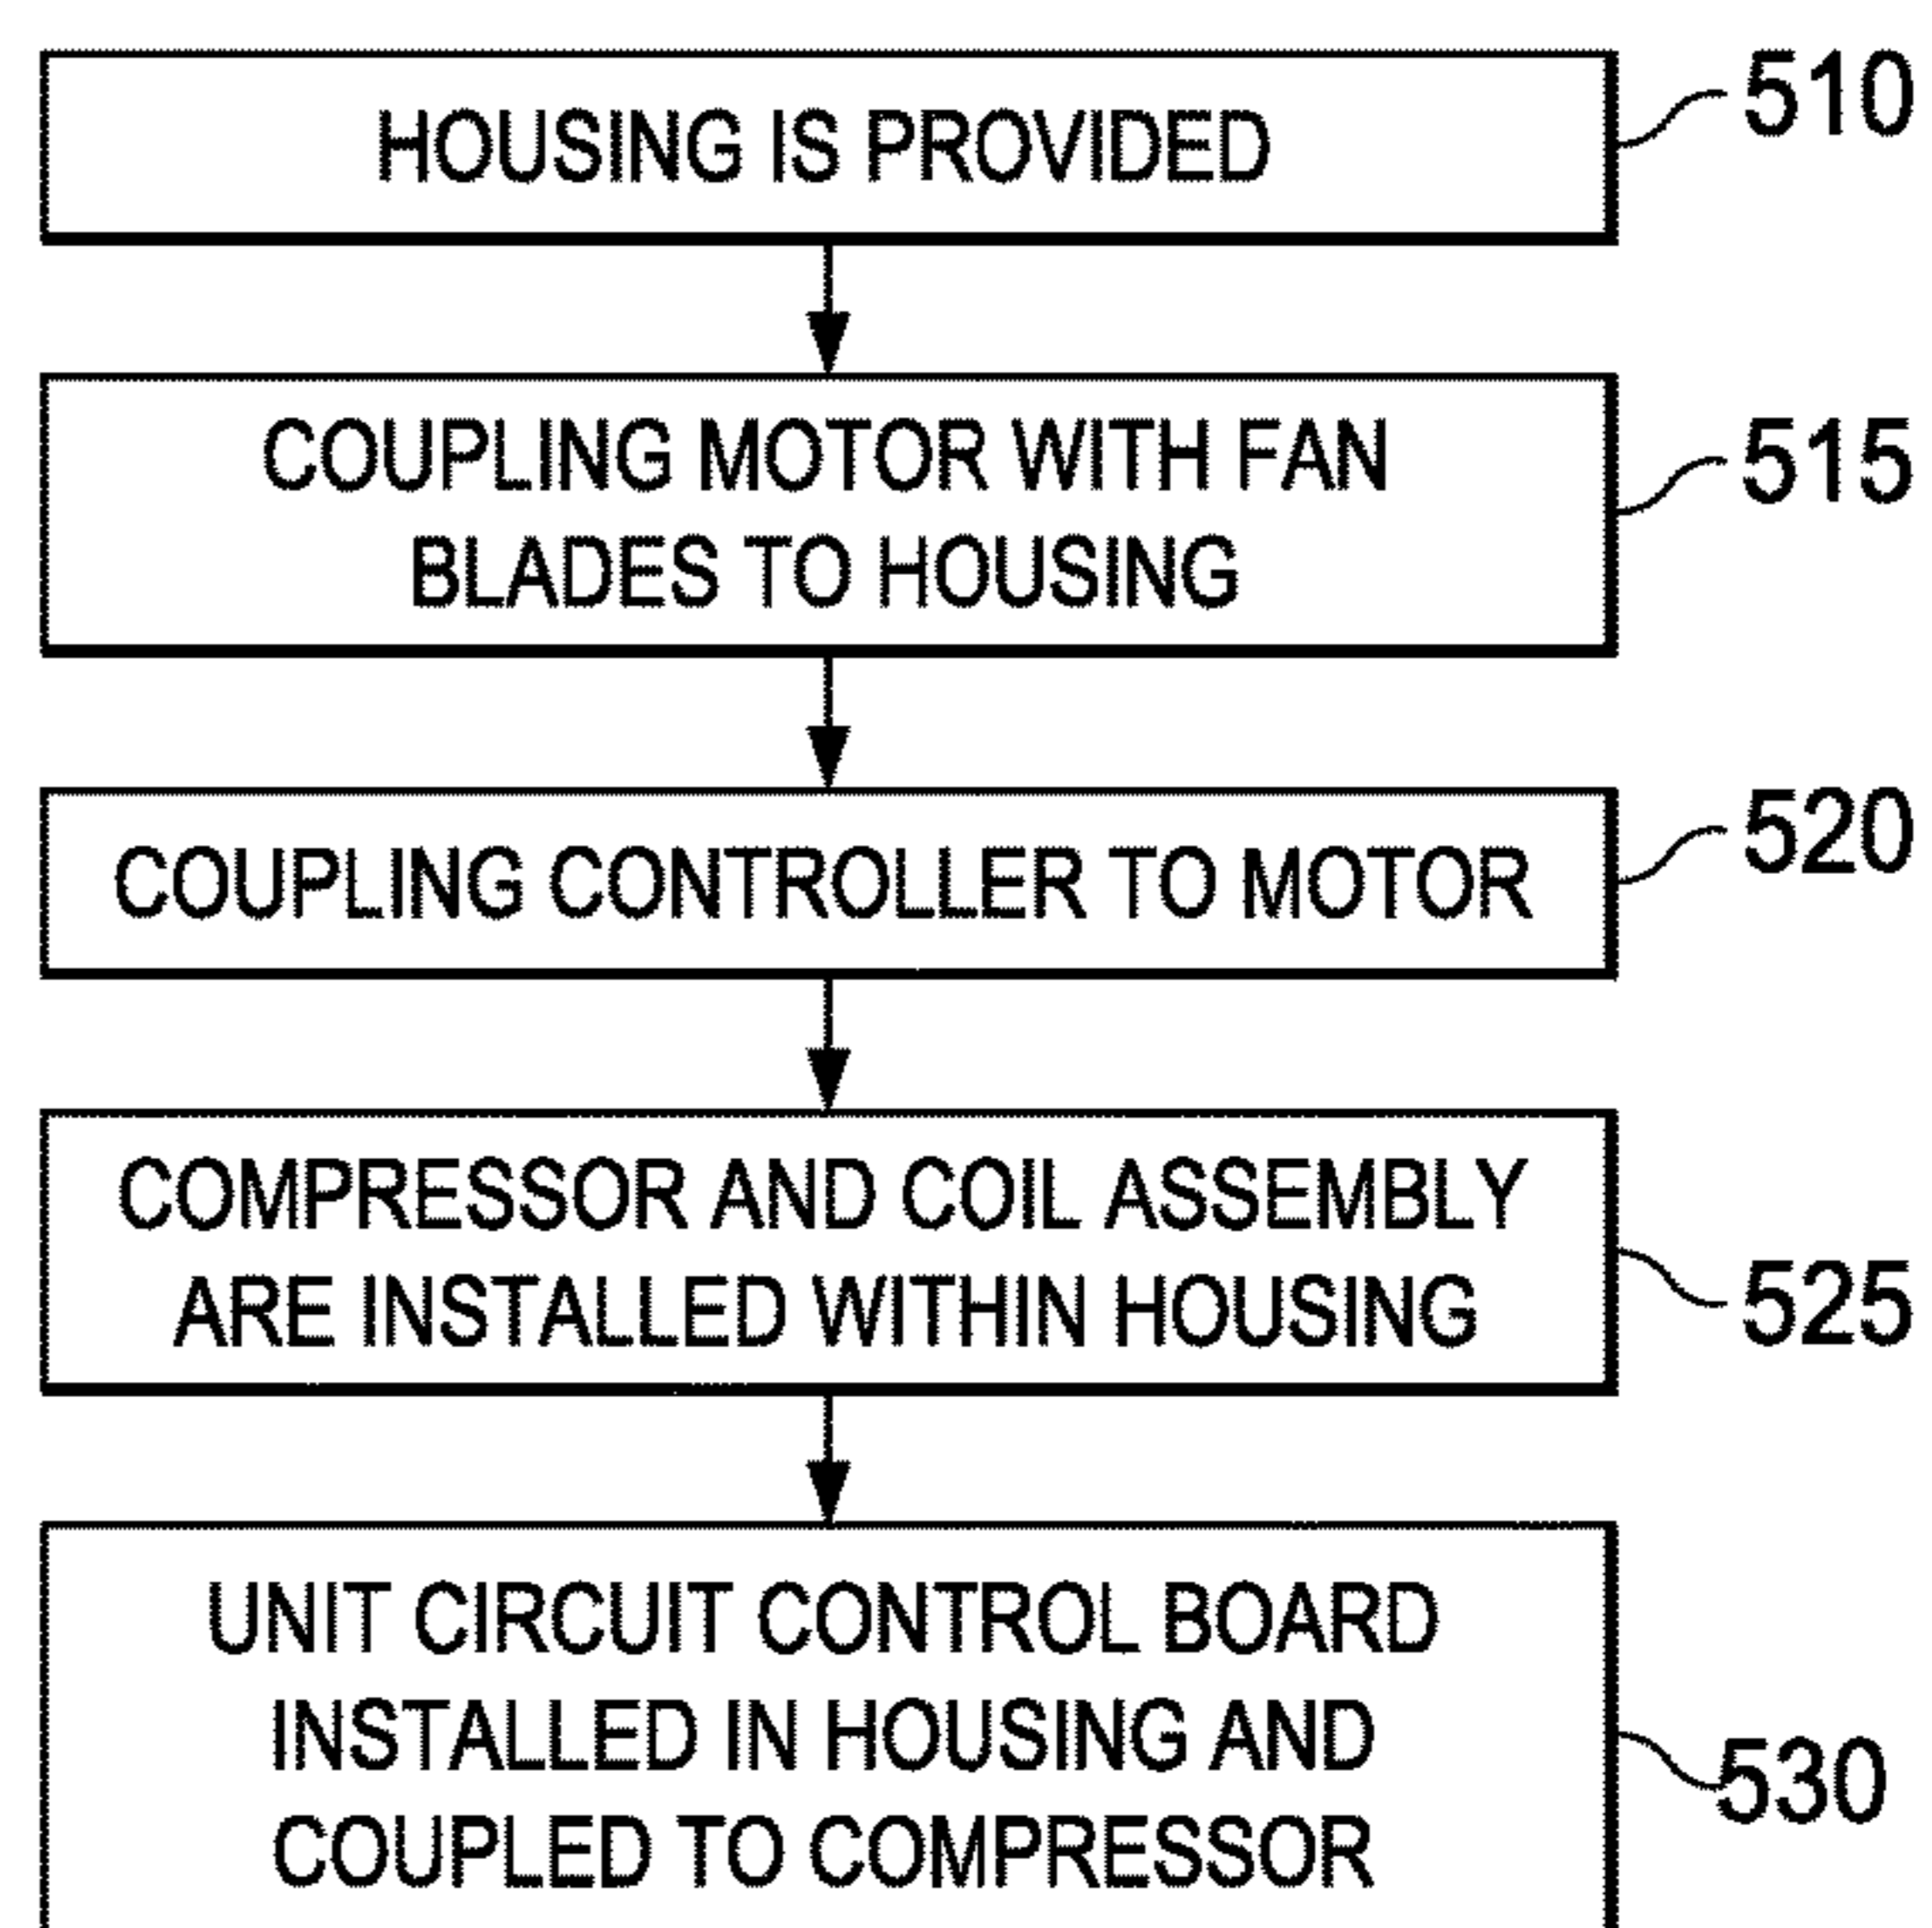 HOUSING IS PROVIDED
510
COUPLING MOTOR WITH FAN
BLADES TO HOUSING
515
COUPLING CONTROLLER TO MOTOR
520
COMPRESSOR AND COIL ASSEMBLY
ARE INSTALLED WITHIN HOUSING
525
UNIT CIRCUIT CONTROL BOARD
INSTALLED IN HOUSING AND
COUPLED TO COMPRESSOR
530